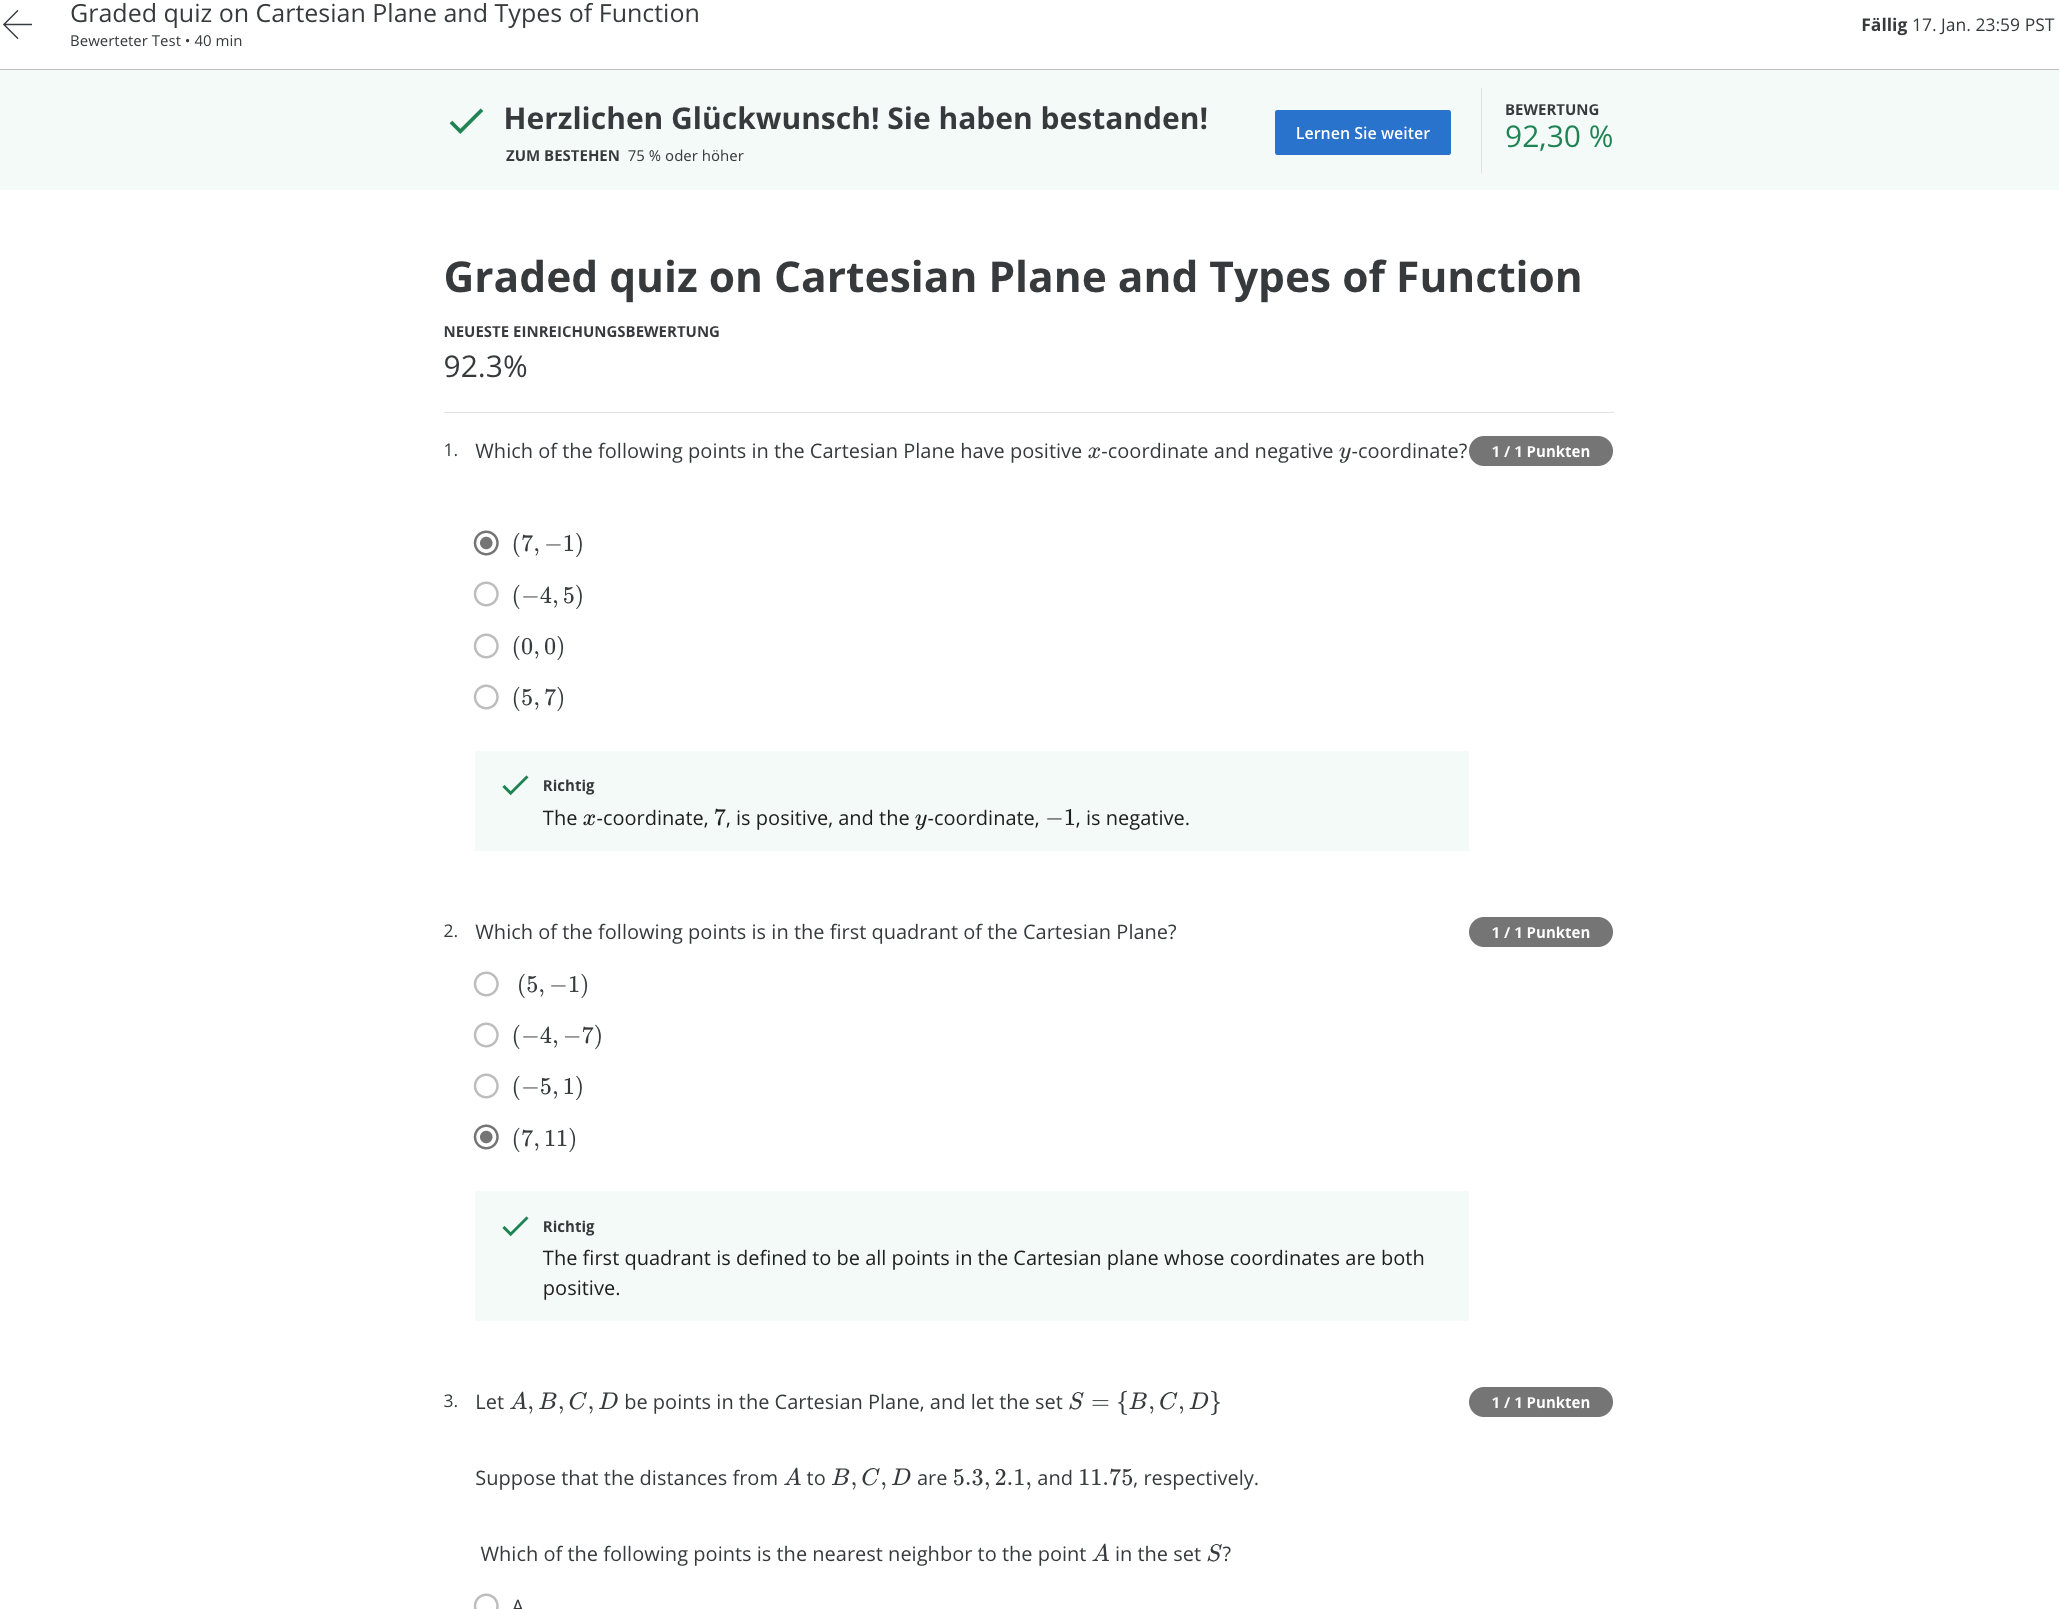 Graded quiz on Cartesian Plane and Types of Function
Bewerteter Test • 40 min
Fällig 17. Jan. 23:59 PST
Herzlichen Glückwunsch! Sie haben bestanden!
ZUM BESTEHEN 75 % oder höher
Lernen Sie weiter
BEWERTUNG
92,30 %
Graded quiz on Cartesian Plane and Types of Function
NEUESTE EINREICHUNGSBEWERTUNG
92.3%
1. Which of the following points in the Cartesian Plane have positive x-coordinate and negative y-coordinate?
1 / 1 Punkten
(7, −1)
(−4, 5)
(0, 0)
(5, 7)
Richtig
The x-coordinate, 7, is positive, and the y-coordinate, −1, is negative.
2. Which of the following points is in the first quadrant of the Cartesian Plane?
1 / 1 Punkten
(5, −1)
(−4, −7)
(−5, 1)
(7, 11)
Richtig
The first quadrant is defined to be all points in the Cartesian plane whose coordinates are both
positive.
3. Let A, B, C, D be points in the Cartesian Plane, and let the set S = {B, C, D}
1 / 1 Punkten
Suppose that the distances from A to B, C, D are 5.3, 2.1, and 11.75, respectively.
Which of the following points is the nearest neighbor to the point A in the set S?
A